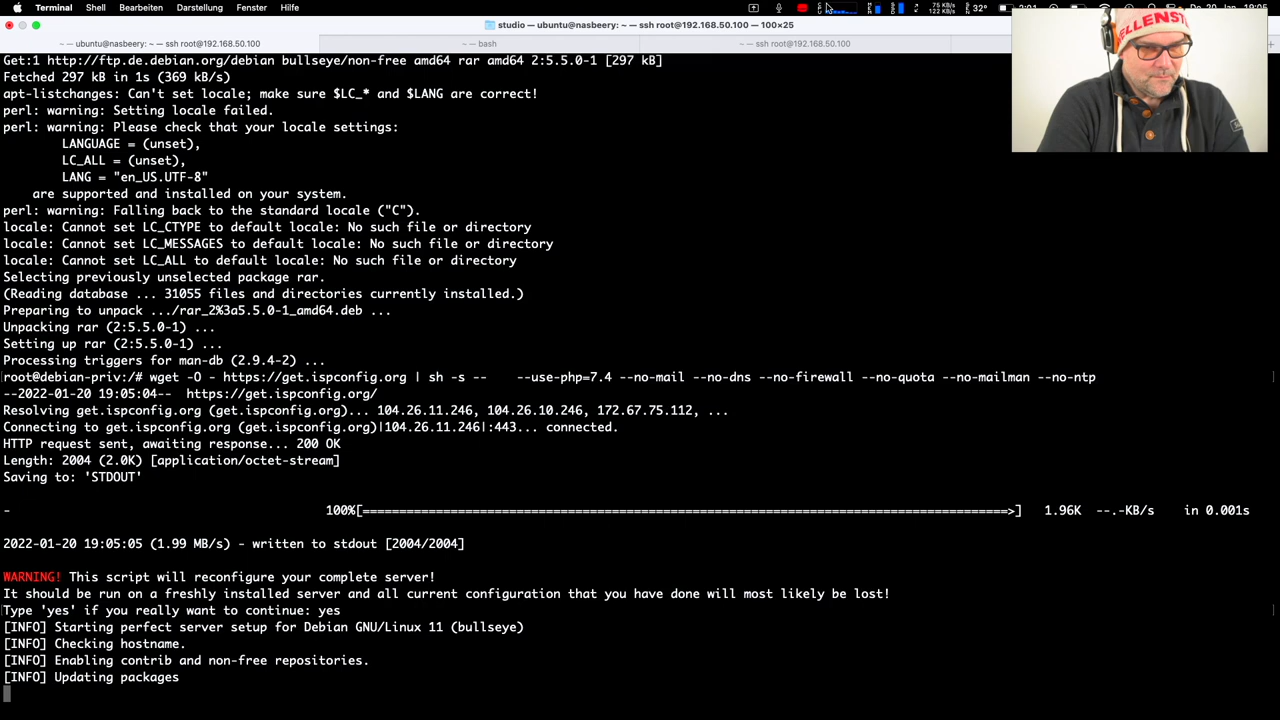 Terminal Shell Bearbeiten Darstellung Fenster Hilfe 75 KB/s 122 KB/s 32° Do. 20. Jan. 19:05
studio — ubuntu@nasbeery: ~ — ssh root@192.168.50.100 — 100×25
~ — ubuntu@nasbeery: ~ — ssh root@192.168.50.100 ~ — bash ~ — ssh root@192.168.50.100
Get:1 http://ftp.de.debian.org/debian bullseye/non-free amd64 rar amd64 2:5.5.0-1 [297 kB]
Fetched 297 kB in 1s (369 kB/s)
apt-listchanges: Can't set locale; make sure $LC_* and $LANG are correct!
perl: warning: Setting locale failed.
perl: warning: Please check that your locale settings:
LANGUAGE = (unset),
LC_ALL = (unset),
LANG = "en_US.UTF-8"
are supported and installed on your system.
perl: warning: Falling back to the standard locale ("C").
locale: Cannot set LC_CTYPE to default locale: No such file or directory
locale: Cannot set LC_MESSAGES to default locale: No such file or directory
locale: Cannot set LC_ALL to default locale: No such file or directory
Selecting previously unselected package rar.
(Reading database ... 31055 files and directories currently installed.)
Preparing to unpack .../rar_2%3a5.5.0-1_amd64.deb ...
Unpacking rar (2:5.5.0-1) ...
Setting up rar (2:5.5.0-1) ...
Processing triggers for man-db (2.9.4-2) ...
root@debian-priv:/# wget -O - https://get.ispconfig.org | sh -s -- --use-php=7.4 --no-mail --no-dns --no-firewall --no-quota --no-mailman --no-ntp
--2022-01-20 19:05:04-- https://get.ispconfig.org/
Resolving get.ispconfig.org (get.ispconfig.org)... 104.26.11.246, 104.26.10.246, 172.67.75.112, ...
Connecting to get.ispconfig.org (get.ispconfig.org)|104.26.11.246|:443... connected.
HTTP request sent, awaiting response... 200 OK
Length: 2004 (2.0K) [application/octet-stream]
Saving to: 'STDOUT'
- 100%[==========================================================================================>] 1.96K --.-KB/s in 0.001s
2022-01-20 19:05:05 (1.99 MB/s) - written to stdout [2004/2004]
WARNING! This script will reconfigure your complete server!
It should be run on a freshly installed server and all current configuration that you have done will most likely be lost!
Type 'yes' if you really want to continue: yes
[INFO] Starting perfect server setup for Debian GNU/Linux 11 (bullseye)
[INFO] Checking hostname.
[INFO] Enabling contrib and non-free repositories.
[INFO] Updating packages